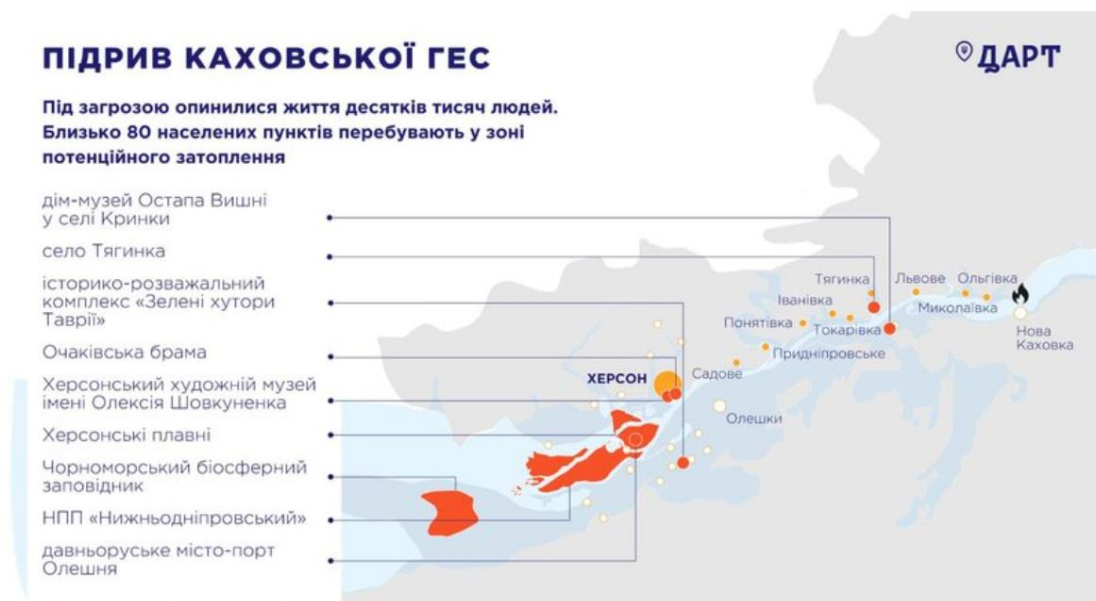 ПІДРИВ КАХОВСЬКОЇ ГЕС
ДАРТ
Під загрозою опинилися життя десятків тисяч людей.
Близько 80 населених пунктів перебувають у зоні
потенційного затоплення
дім-музей Остапа Вишні
у селі Кринки
село Тягинка
історико-розважальний
комплекс «Зелені хутори
Таврії»
Очаківська брама
Херсонський художній музей
імені Олексія Шовкуненка
Херсонські плавні
Чорноморський біосферний
заповідник
НПП «Нижньодніпровський»
давньоруське місто-порт
Олешня
Тягинка
Львове
Ольгівка
Іванівка
Миколаївка
Понятівка
Токарівка
Нова
Каховка
Придніпровське
Садове
ХЕРСОН
Олешки